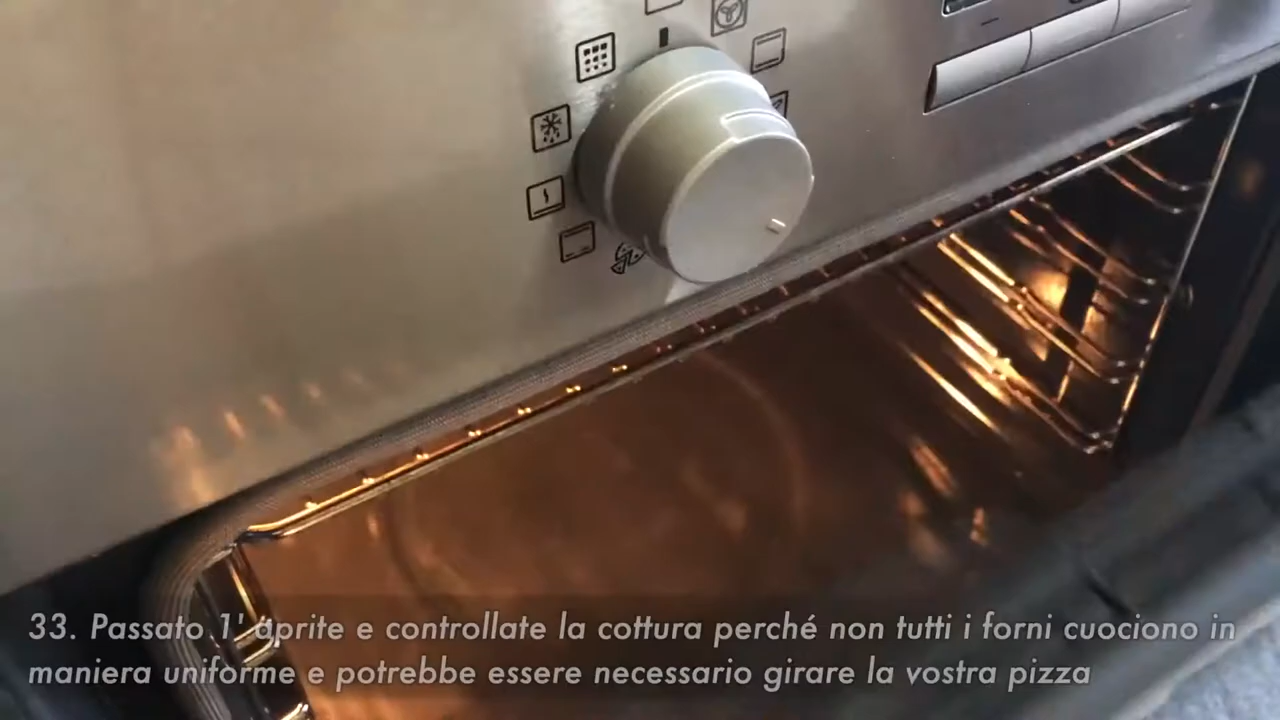 33. Passato 1' aprite e controllate la cottura perché non tutti i forni cuociono in
maniera uniforme e potrebbe essere necessario girare la vostra pizza